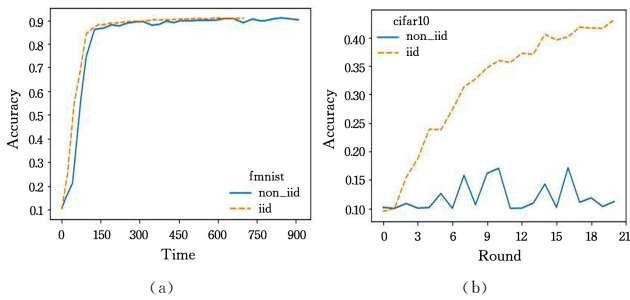 0.9
0.8
0.7
0.6
0.5
0.4
0.3
0.2
0.1
Accuracy
fmnist
non_iid
iid
0 150 300 450 600 750 900
Time
(a)
0.40
0.35
0.30
0.25
0.20
0.15
0.10
Accuracy
cifar10
non_iid
iid
0 3 6 9 12 15 18 21
Round
(b)